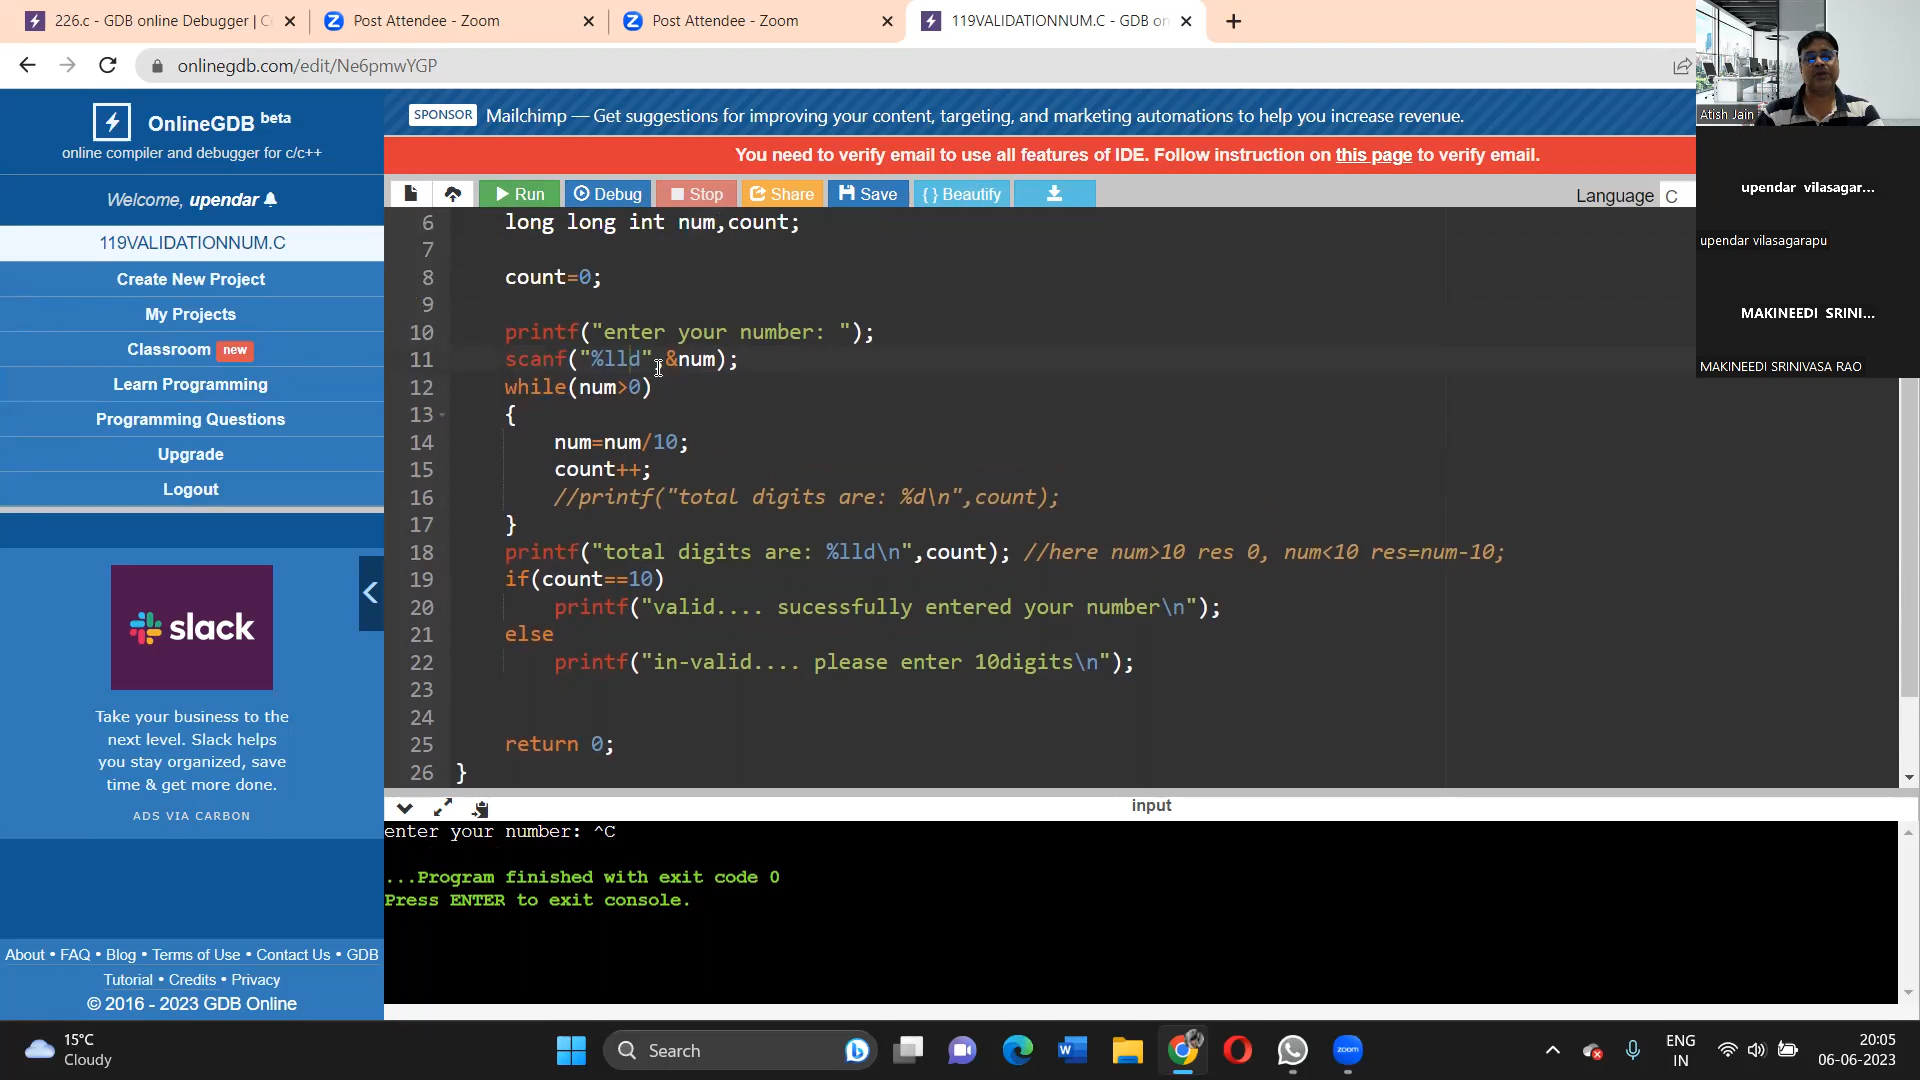 226.c - GDB online Debugger | C
Post Attendee - Zoom
Post Attendee - Zoom
119VALIDATIONNUM.C - GDB on
onlinegdb.com/edit/Ne6pmwYGP
OnlineGDB beta
online compiler and debugger for c/c++
Welcome, upendar
119VALIDATIONNUM.C
Create New Project
My Projects
Classroom new
Learn Programming
Programming Questions
Upgrade
Logout
slack
Take your business to the
next level. Slack helps
you stay organized, save
time & get more done.
ADS VIA CARBON
About • FAQ • Blog • Terms of Use • Contact Us • GDB
Tutorial • Credits • Privacy
© 2016 - 2023 GDB Online
SPONSOR Mailchimp — Get suggestions for improving your content, targeting, and marketing automations to help you increase revenue.
You need to verify email to use all features of IDE. Follow instruction on this page to verify email.
Run Debug Stop Share Save { } Beautify
Language C
6 long long int num,count;
7
8 count=0;
9
10 printf("enter your number: ");
11 scanf("%lld",&num);
12 while(num>0)
13 {
14 num=num/10;
15 count++;
16 //printf("total digits are: %d\n",count);
17 }
18 printf("total digits are: %lld\n",count); //here num>10 res 0, num<10 res=num-10;
19 if(count==10)
20 printf("valid.... sucessfully entered your number\n");
21 else
22 printf("in-valid.... please enter 10digits\n");
23
24
25 return 0;
26 }
input
enter your number: ^C
...Program finished with exit code 0
Press ENTER to exit console.
Atish Jain
upendar vilasagar...
upendar vilasagarapu
MAKINEEDI SRINI...
MAKINEEDI SRINIVASA RAO
15°C
Cloudy
Search
zoom
ENG
IN
20:05
06-06-2023